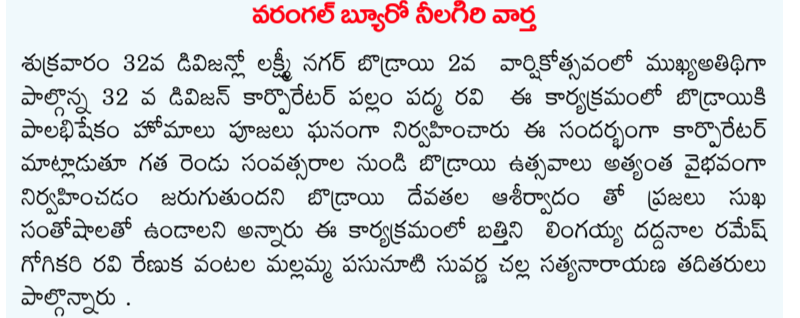 వరంగల్ బ్యూరో నీలగిరి వార్త
శుక్రవారం 32వ డివిజన్లో లక్ష్మీ నగర్ బొడ్రాయి 2వ వార్షికోత్సవంలో ముఖ్యఅతిథిగా
పాల్గొన్న 32 వ డివిజన్ కార్పొరేటర్ పల్లం పద్మ రవి ఈ కార్యక్రమంలో బొడ్రాయికి
పాలభిషేకం హోమాలు పూజలు ఘనంగా నిర్వహించారు ఈ సందర్భంగా కార్పొరేటర్
మాట్లాడుతూ గత రెండు సంవత్సరాల నుండి బొడ్రాయి ఉత్సవాలు అత్యంత వైభవంగా
నిర్వహించడం జరుగుతుందని బొడ్రాయి దేవతల ఆశీర్వాదం తో ప్రజలు సుఖ
సంతోషాలతో ఉండాలని అన్నారు ఈ కార్యక్రమంలో బత్తిని లింగయ్య దద్దనాల రమేష్
గోగికరి రవి రేణుక వంటల మల్లమ్మ పసునూటి సువర్ణ చల్ల సత్యనారాయణ తదితరులు
పాల్గొన్నారు .